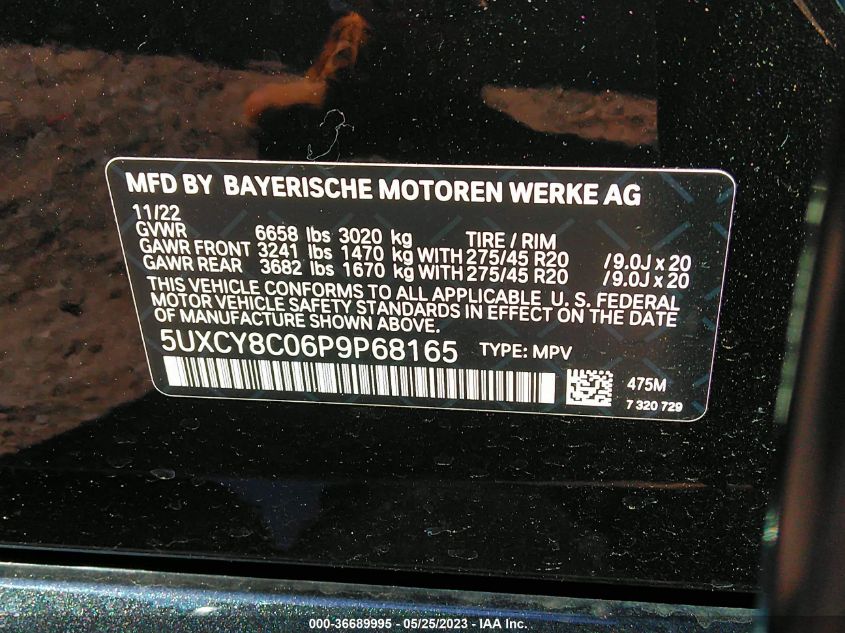 MFD BY BAYERISCHE MOTOREN WERKE AG
11/22
GVWR 6658 lbs 3020 kg TIRE / RIM
GAWR FRONT 3241 lbs 1470 kg WITH 275/45 R20 /9.0J x 20
GAWR REAR 3682 lbs 1670 kg WITH 275/45 R20 /9.0J x 20
THIS VEHICLE CONFORMS TO ALL APPLICABLE U. S. FEDERAL
MOTOR VEHICLE SAFETY STANDARDS IN EFFECT ON THE DATE
OF MANUFACTURE SHOWN ABOVE.
5UXCY8C06P9P68165 TYPE: MPV
475M
7 320 729
000-36689995 - 05/25/2023 - IAA Inc.